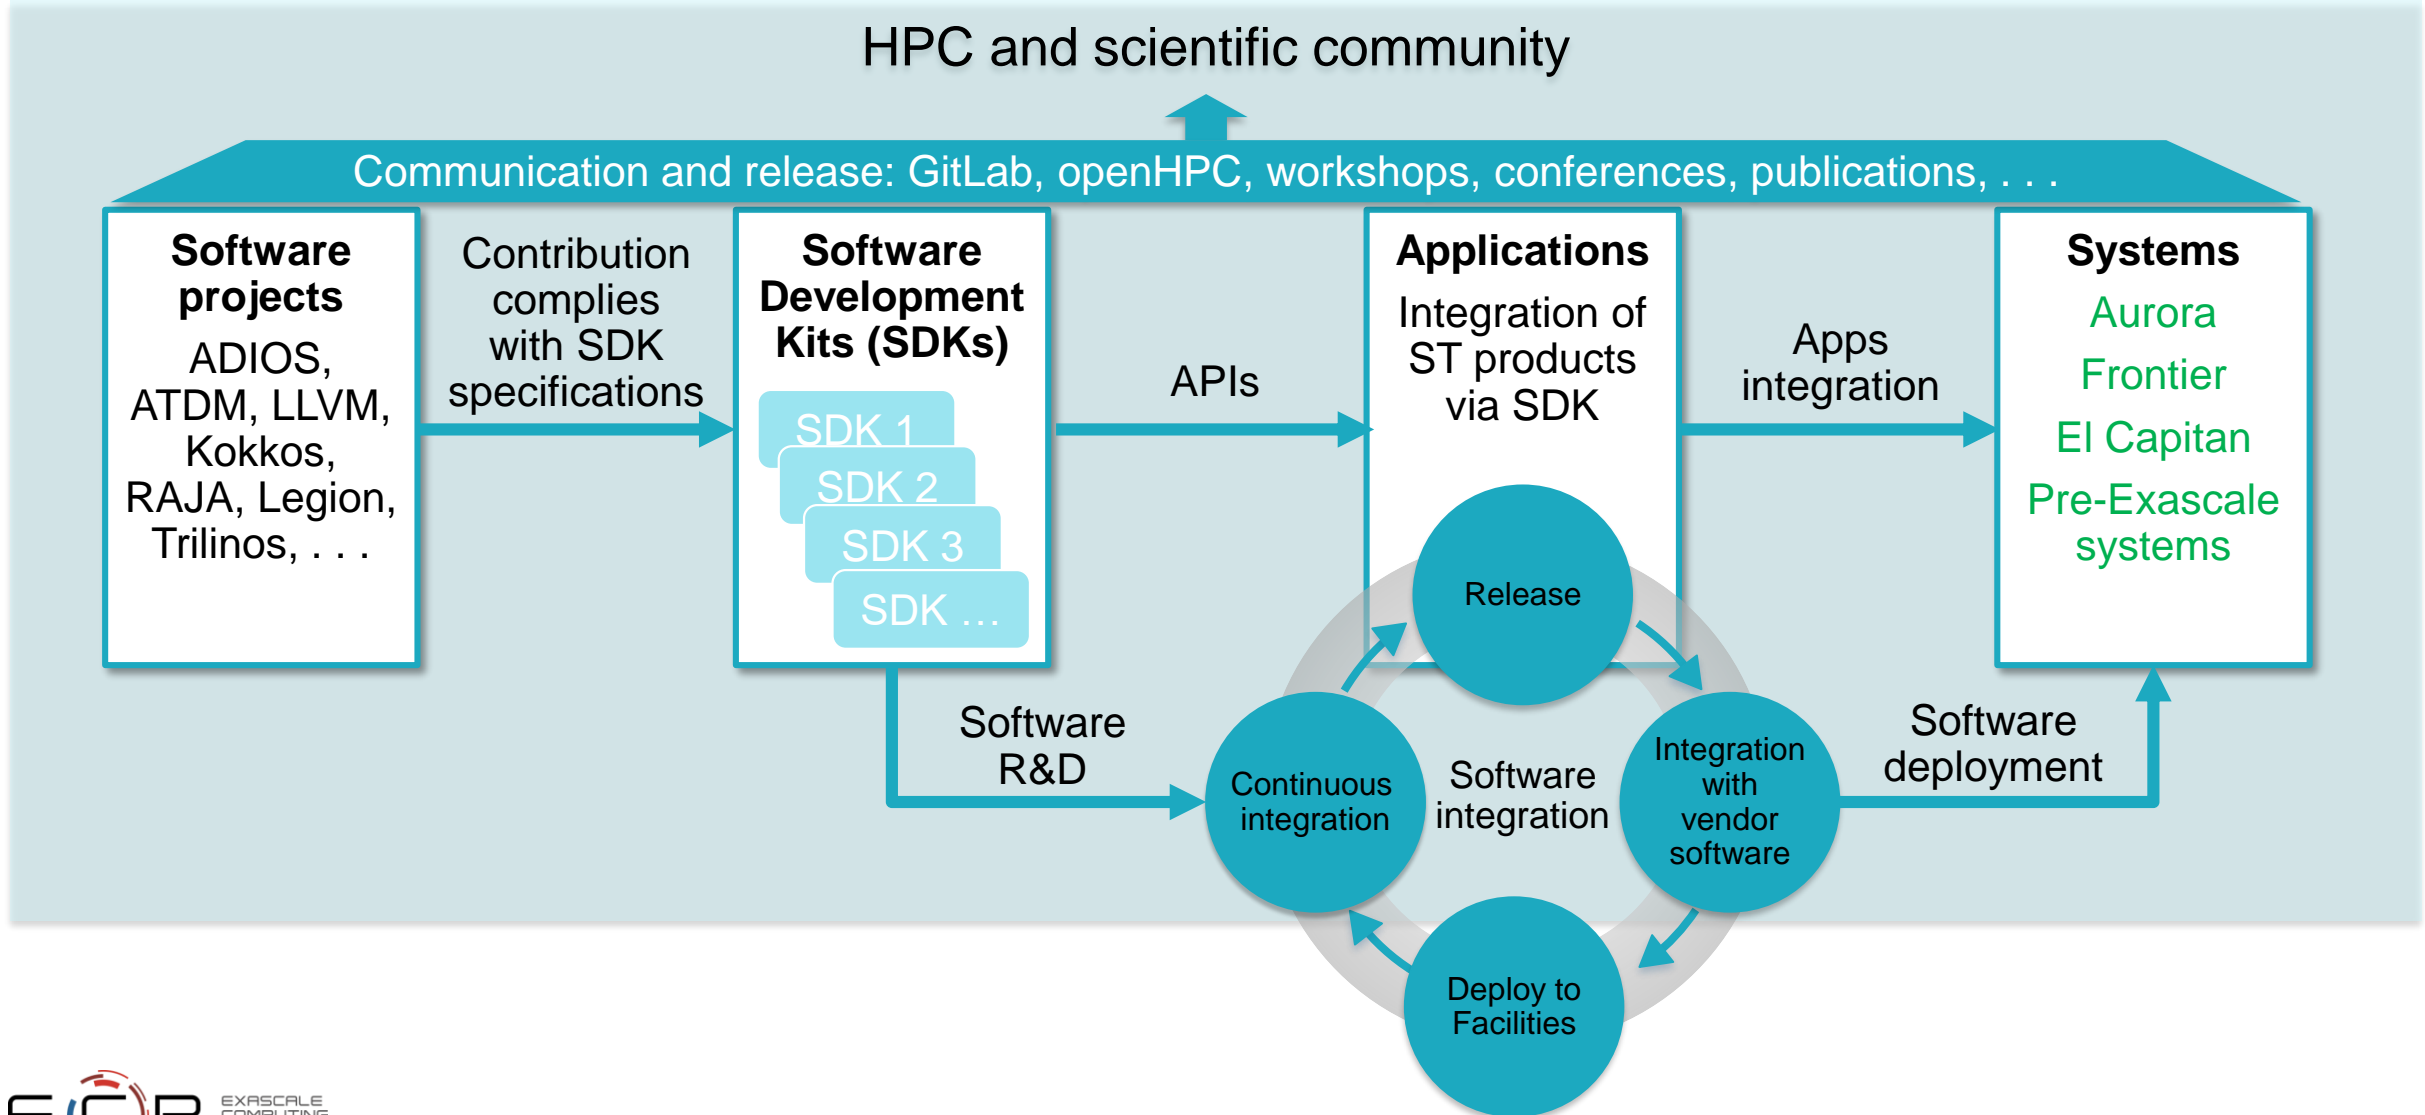 HPC and scientific community
Communication and release: GitLab, openHPC, workshops, conferences, publications, . . .
Software
projects
ADIOS,
ATDM, LLVM,
Kokkos,
RAJA, Legion,
Trilinos, . . .
Contribution
complies
with SDK
specifications
Software
Development
Kits (SDKs)
SDK 1
SDK 2
SDK 3
SDK …
APIs
Applications
Integration of
ST products
via SDK
Apps
integration
Systems
Aurora
Frontier
El Capitan
Pre-Exascale
systems
Software
R&D
Release
Continuous
integration
Software
integration
Integration
with
vendor
software
Deploy to
Facilities
Software
deployment
ECP
EXASCALE
COMPUTING